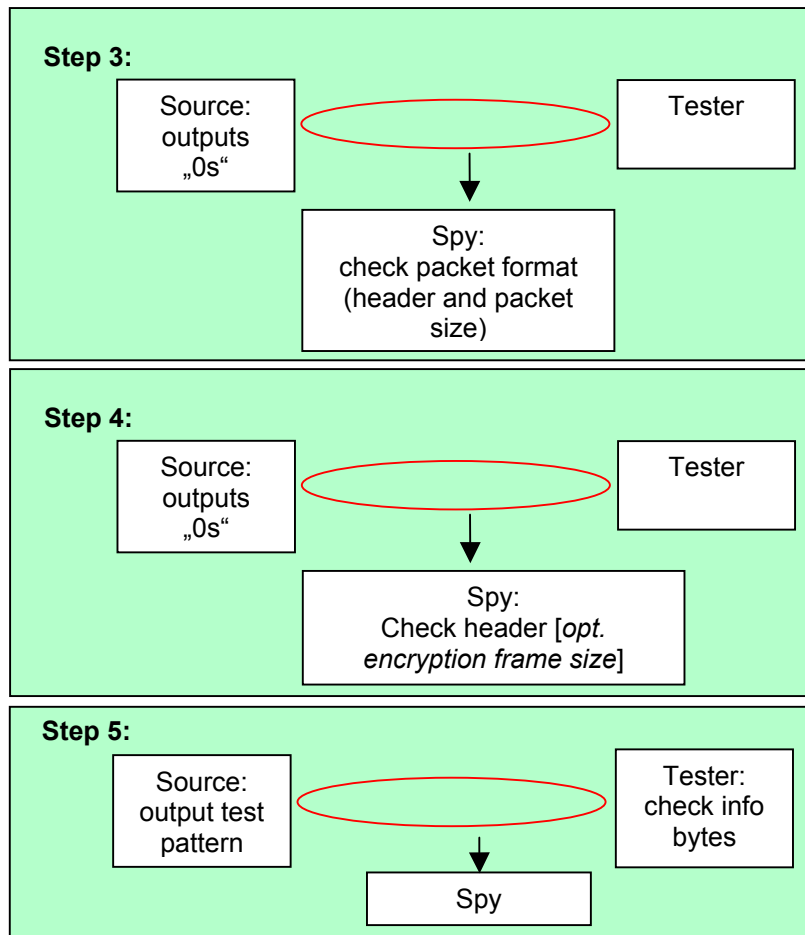 Step 3:
Source:
outputs
„0s“
Tester
Spy:
check packet format
(header and packet
size)
Step 4:
Source:
outputs
„0s“
Tester
Spy:
Check header [opt.
encryption frame size]
Step 5:
Source:
output test
pattern
Tester:
check info
bytes
Spy